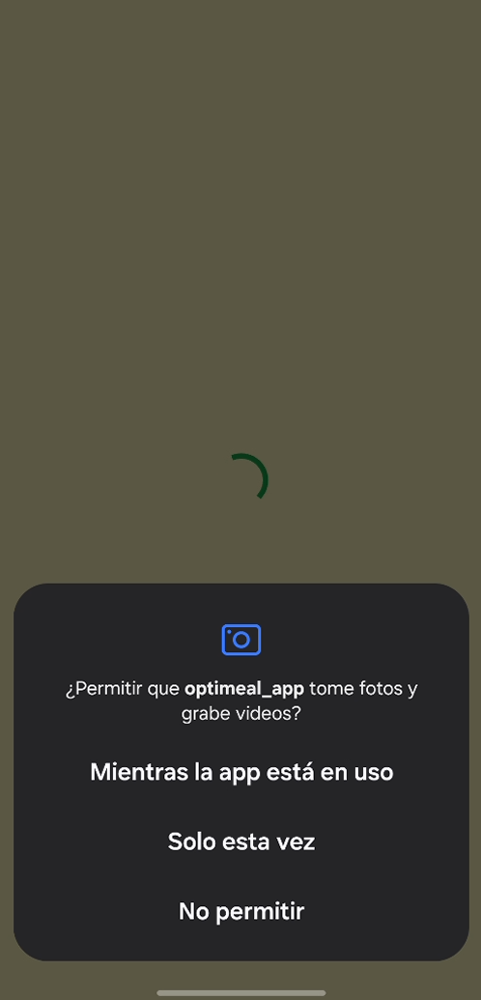 ¿Permitir que optimeal_app tome fotos y
grabe videos?
Mientras la app está en uso
Solo esta vez
No permitir